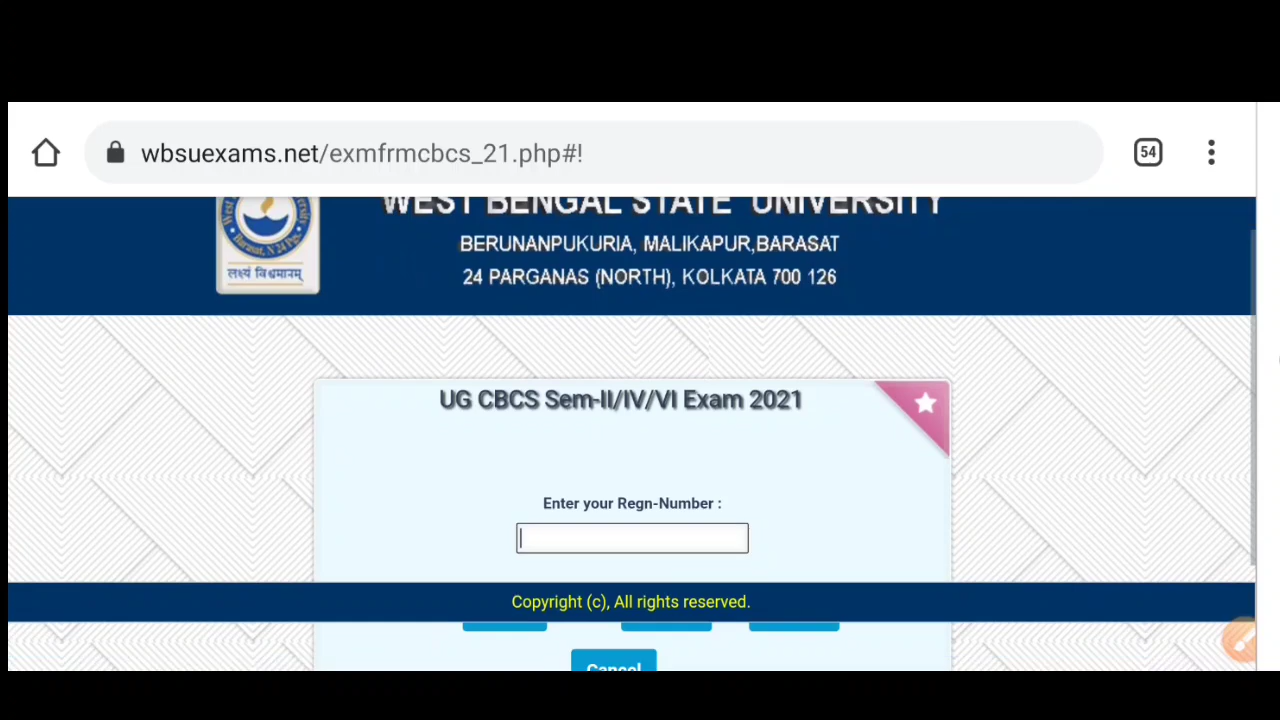 wbsuexams.net/exmfrmcbcs_21.php#!
54
WEST BENGAL STATE UNIVERSITY
BERUNANPUKURIA, MALIKAPUR,BARASAT
24 PARGANAS (NORTH), KOLKATA 700 126
लक्ष्यं विश्वमानम्
UG CBCS Sem-II/IV/VI Exam 2021
Enter your Regn-Number :
Copyright (c), All rights reserved.
Cancel